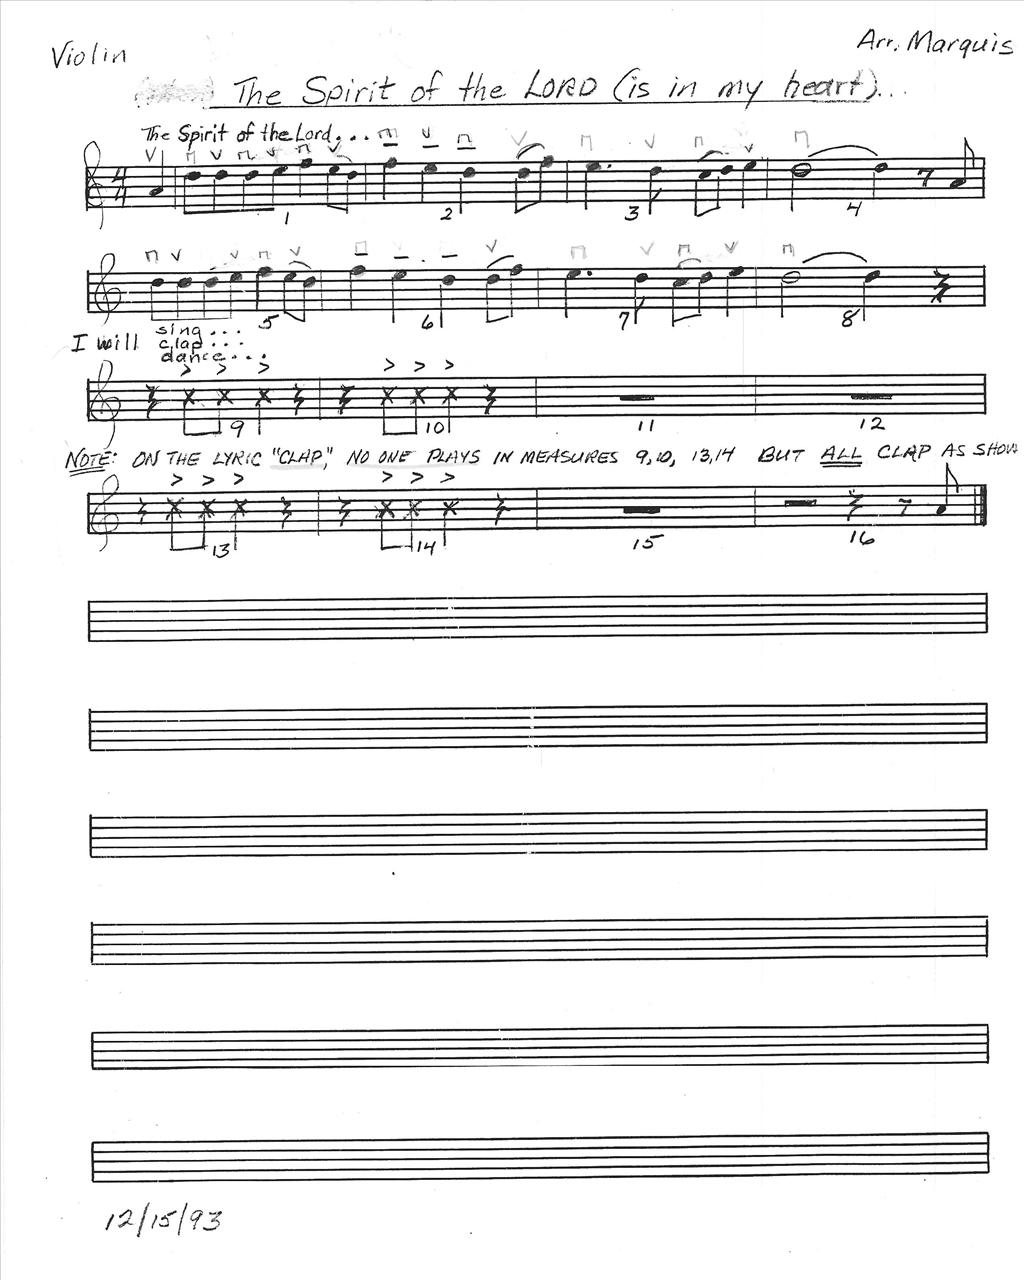 Violin
Arr. Marquis
The Spirit of the LORD (is in my heart)...
The Spirit of the Lord...
4
4
1 2 3 4
5 6 7 8
I will sing...
clap...
dance...
9 10 11 12
NOTE: ON THE LYRIC "CLAP," NO ONE PLAYS IN MEASURES 9,10, 13,14 BUT ALL CLAP AS SHOW
13 14 15 16
12/15/93